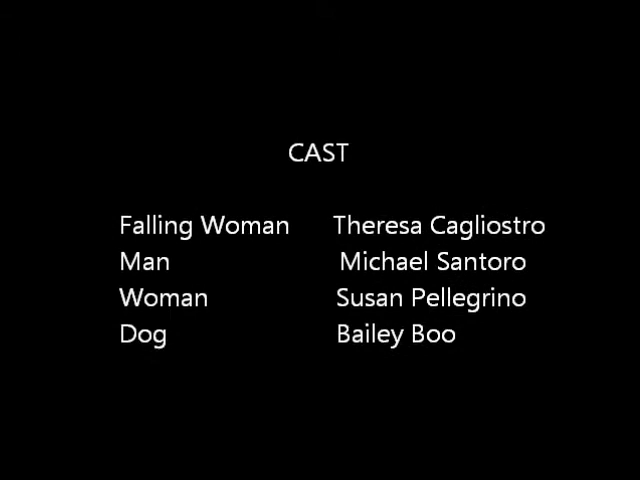 CAST
Falling Woman Theresa Cagliostro
Man Michael Santoro
Woman Susan Pellegrino
Dog Bailey Boo